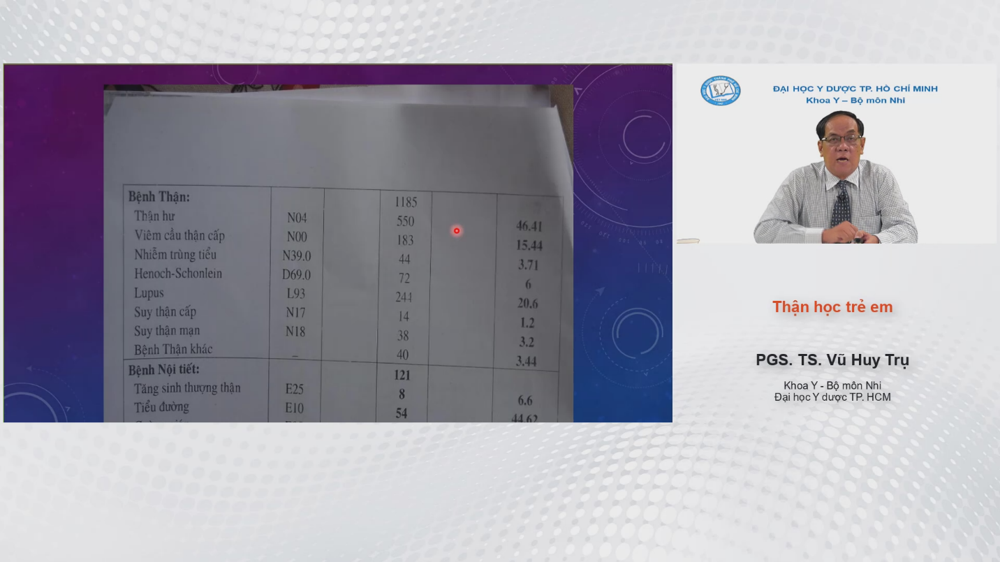 Bệnh Thận: 1185
Thận hư N04 550 46.41
Viêm cầu thận cấp N00 183 15.44
Nhiễm trùng tiểu N39.0 44 3.71
Henoch-Schonlein D69.0 72 6
Lupus L93 244 20.6
Suy thận cấp N17 14 1.2
Suy thận mạn N18 38 3.2
Bệnh Thận khác – 40 3.44
Bệnh Nội tiết: 121
Tăng sinh thượng thận E25 8 6.6
Tiểu đường E10 54 44.62
ĐẠI HỌC Y DƯỢC TP. HỒ CHÍ MINH
Khoa Y – Bộ môn Nhi
Thận học trẻ em
PGS. TS. Vũ Huy Trụ
Khoa Y - Bộ môn Nhi
Đại học Y dược TP. HCM